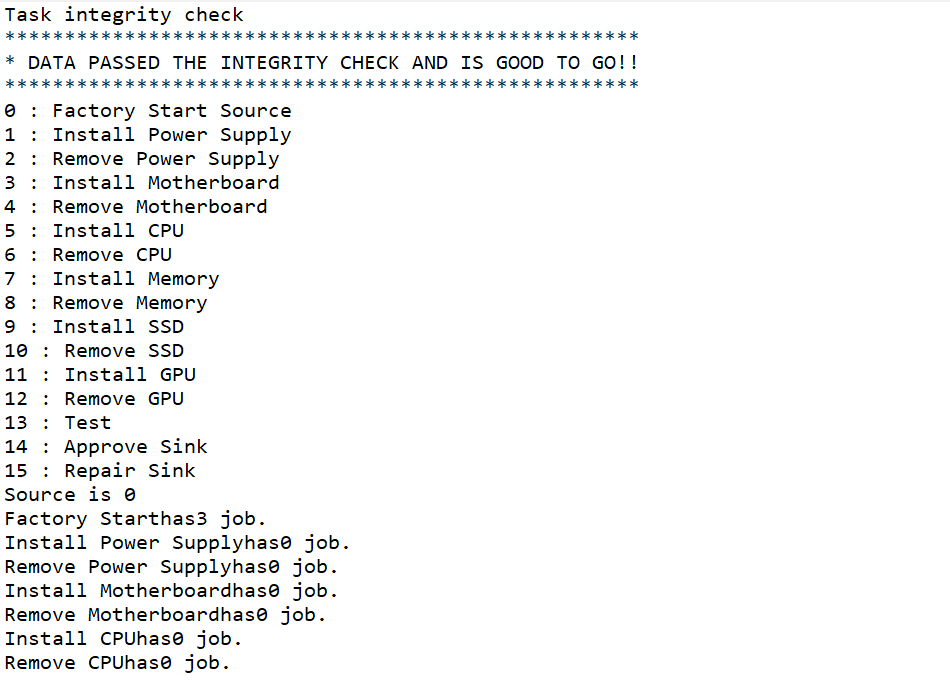 Task integrity check
*****************************************************
* DATA PASSED THE INTEGRITY CHECK AND IS GOOD TO GO!!
*****************************************************
0 : Factory Start Source
1 : Install Power Supply
2 : Remove Power Supply
3 : Install Motherboard
4 : Remove Motherboard
5 : Install CPU
6 : Remove CPU
7 : Install Memory
8 : Remove Memory
9 : Install SSD
10 : Remove SSD
11 : Install GPU
12 : Remove GPU
13 : Test
14 : Approve Sink
15 : Repair Sink
Source is 0
Factory Starthas3 job.
Install Power Supplyhas0 job.
Remove Power Supplyhas0 job.
Install Motherboardhas0 job.
Remove Motherboardhas0 job.
Install CPUhas0 job.
Remove CPUhas0 job.